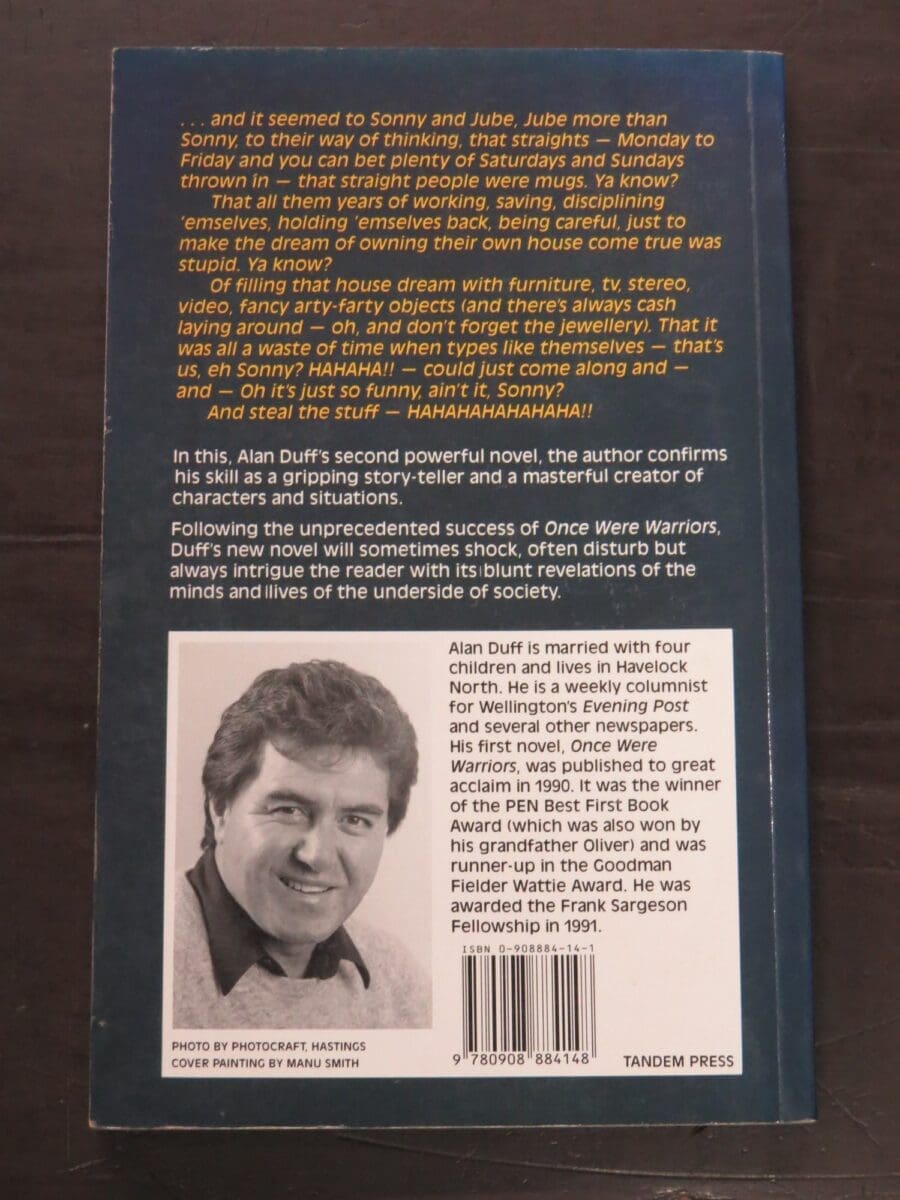 . . . and it seemed to Sonny and Jube, Jube more than
Sonny, to their way of thinking, that straights — Monday to
Friday and you can bet plenty of Saturdays and Sundays
thrown in — that straight people were mugs. Ya know?
That all them years of working, saving, disciplining
'emselves, holding 'emselves back, being careful, just to
make the dream of owning their own house come true was
stupid. Ya know?
Of filling that house dream with furniture, tv, stereo,
video, fancy arty-farty objects (and there's always cash
laying around — oh, and don't forget the jewellery). That it
was all a waste of time when types like themselves — that's
us, eh Sonny? HAHAHA!! — could just come along and —
and — Oh it's just so funny, ain't it, Sonny?
And steal the stuff — HAHAHAHAHAHAHA!!
In this, Alan Duff's second powerful novel, the author confirms
his skill as a gripping story-teller and a masterful creator of
characters and situations.
Following the unprecedented success of Once Were Warriors,
Duff's new novel will sometimes shock, often disturb but
always intrigue the reader with its blunt revelations of the
minds and lives of the underside of society.
Alan Duff is married with four
children and lives in Havelock
North. He is a weekly columnist
for Wellington's Evening Post
and several other newspapers.
His first novel, Once Were
Warriors, was published to great
acclaim in 1990. It was the winner
of the PEN Best First Book
Award (which was also won by
his grandfather Oliver) and was
runner-up in the Goodman
Fielder Wattie Award. He was
awarded the Frank Sargeson
Fellowship in 1991.
ISBN 0-908884-14-1
9 780908 884148
TANDEM PRESS
PHOTO BY PHOTOCRAFT, HASTINGS
COVER PAINTING BY MANU SMITH